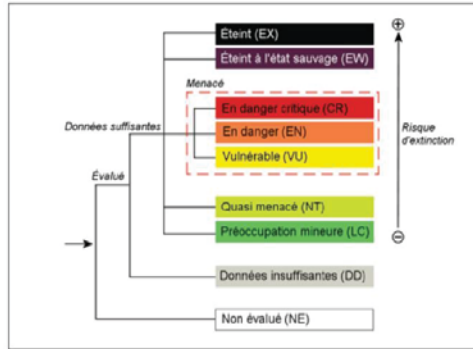 Éteint (EX)
Éteint à l'état sauvage (EW)
Menacé
En danger critique (CR)
Données suffisantes
En danger (EN)
Risque
d'extinction
Vulnérable (VU)
Évalué
Quasi menacé (NT)
Préoccupation mineure (LC)
Données insuffisantes (DD)
Non évalué (NE)